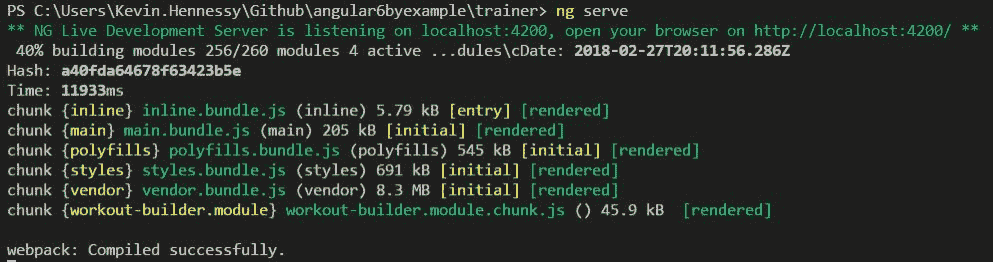 PS C:\Users\Kevin.Hennessy\Github\angular6byexample\trainer> ng serve
** NG Live Development Server is listening on localhost:4200, open your browser on http://localhost:4200/ **
 40% building modules 256/260 modules 4 active ...dules\cDate: 2018-02-27T20:11:56.286Z
Hash: a40fda64678f63423b5e
Time: 11933ms
chunk {inline} inline.bundle.js (inline) 5.79 kB [entry] [rendered]
chunk {main} main.bundle.js (main) 205 kB [initial] [rendered]
chunk {polyfills} polyfills.bundle.js (polyfills) 545 kB [initial] [rendered]
chunk {styles} styles.bundle.js (styles) 691 kB [initial] [rendered]
chunk {vendor} vendor.bundle.js (vendor) 8.3 MB [initial] [rendered]
chunk {workout-builder.module} workout-builder.module.chunk.js () 45.9 kB  [rendered]
webpack: Compiled successfully.